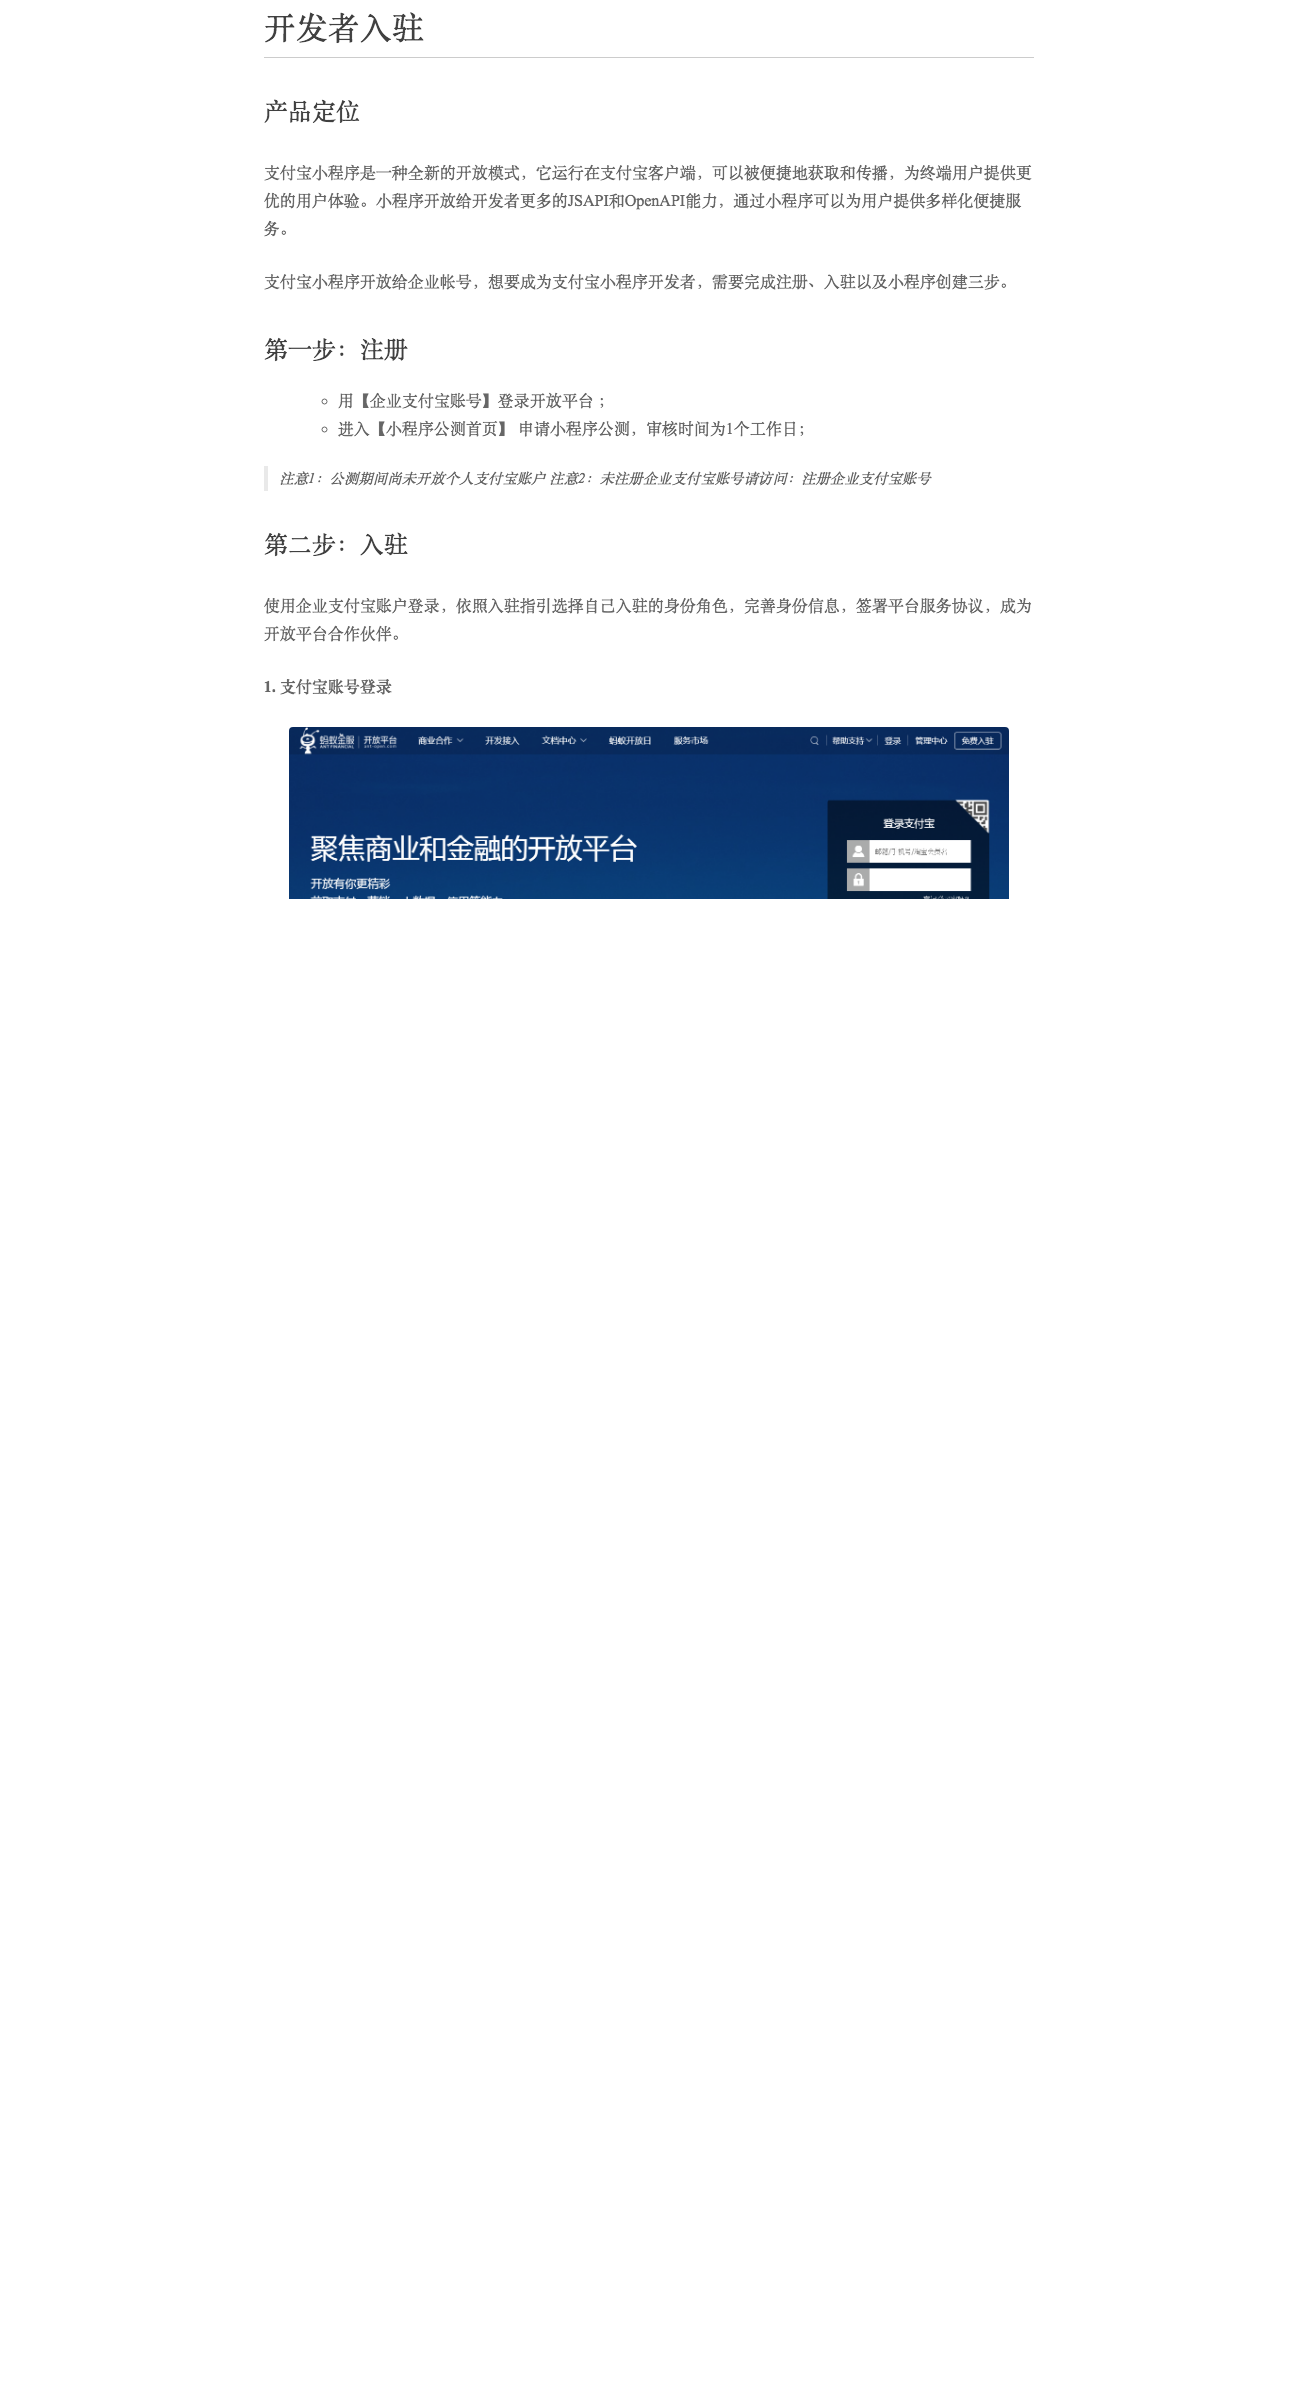 开发者入驻
产品定位
支付宝小程序是一种全新的开放模式，它运行在支付宝客户端，可以被便捷地获取和传播，为终端用户提供更
优的用户体验。小程序开放给开发者更多的JSAPI和OpenAPI能力，通过小程序可以为用户提供多样化便捷服
务。
支付宝小程序开放给企业帐号，想要成为支付宝小程序开发者，需要完成注册、入驻以及小程序创建三步。
第一步：注册
用【企业支付宝账号】登录开放平台 ；
进入【小程序公测首页】 申请小程序公测，审核时间为1个工作日；
注意1：公测期间尚未开放个人支付宝账户 注意2：未注册企业支付宝账号请访问：注册企业支付宝账号
第二步：入驻
使用企业支付宝账户登录，依照入驻指引选择自己入驻的身份角色，完善身份信息，签署平台服务协议，成为
开放平台合作伙伴。
1. 支付宝账号登录
蚂蚁金服 开放平台 商业合作 开发接入 文档中心 蚂蚁开放日 服务市场 帮助支持 登录 管理中心 免费入驻
ANT FINANCIAL
登录支付宝
聚焦商业和金融的开放平台
开放有你更精彩